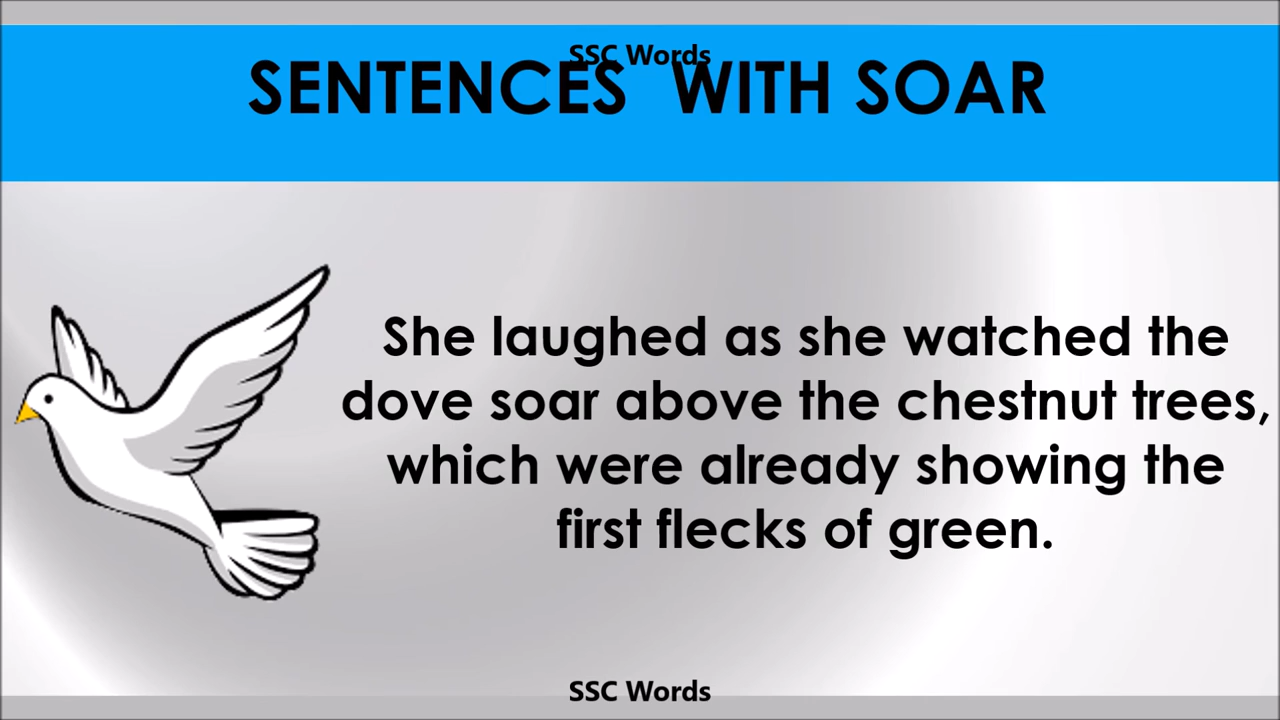 SSC Words
SENTENCES WITH SOAR
She laughed as she watched the
dove soar above the chestnut trees,
which were already showing the
first flecks of green.
SSC Words